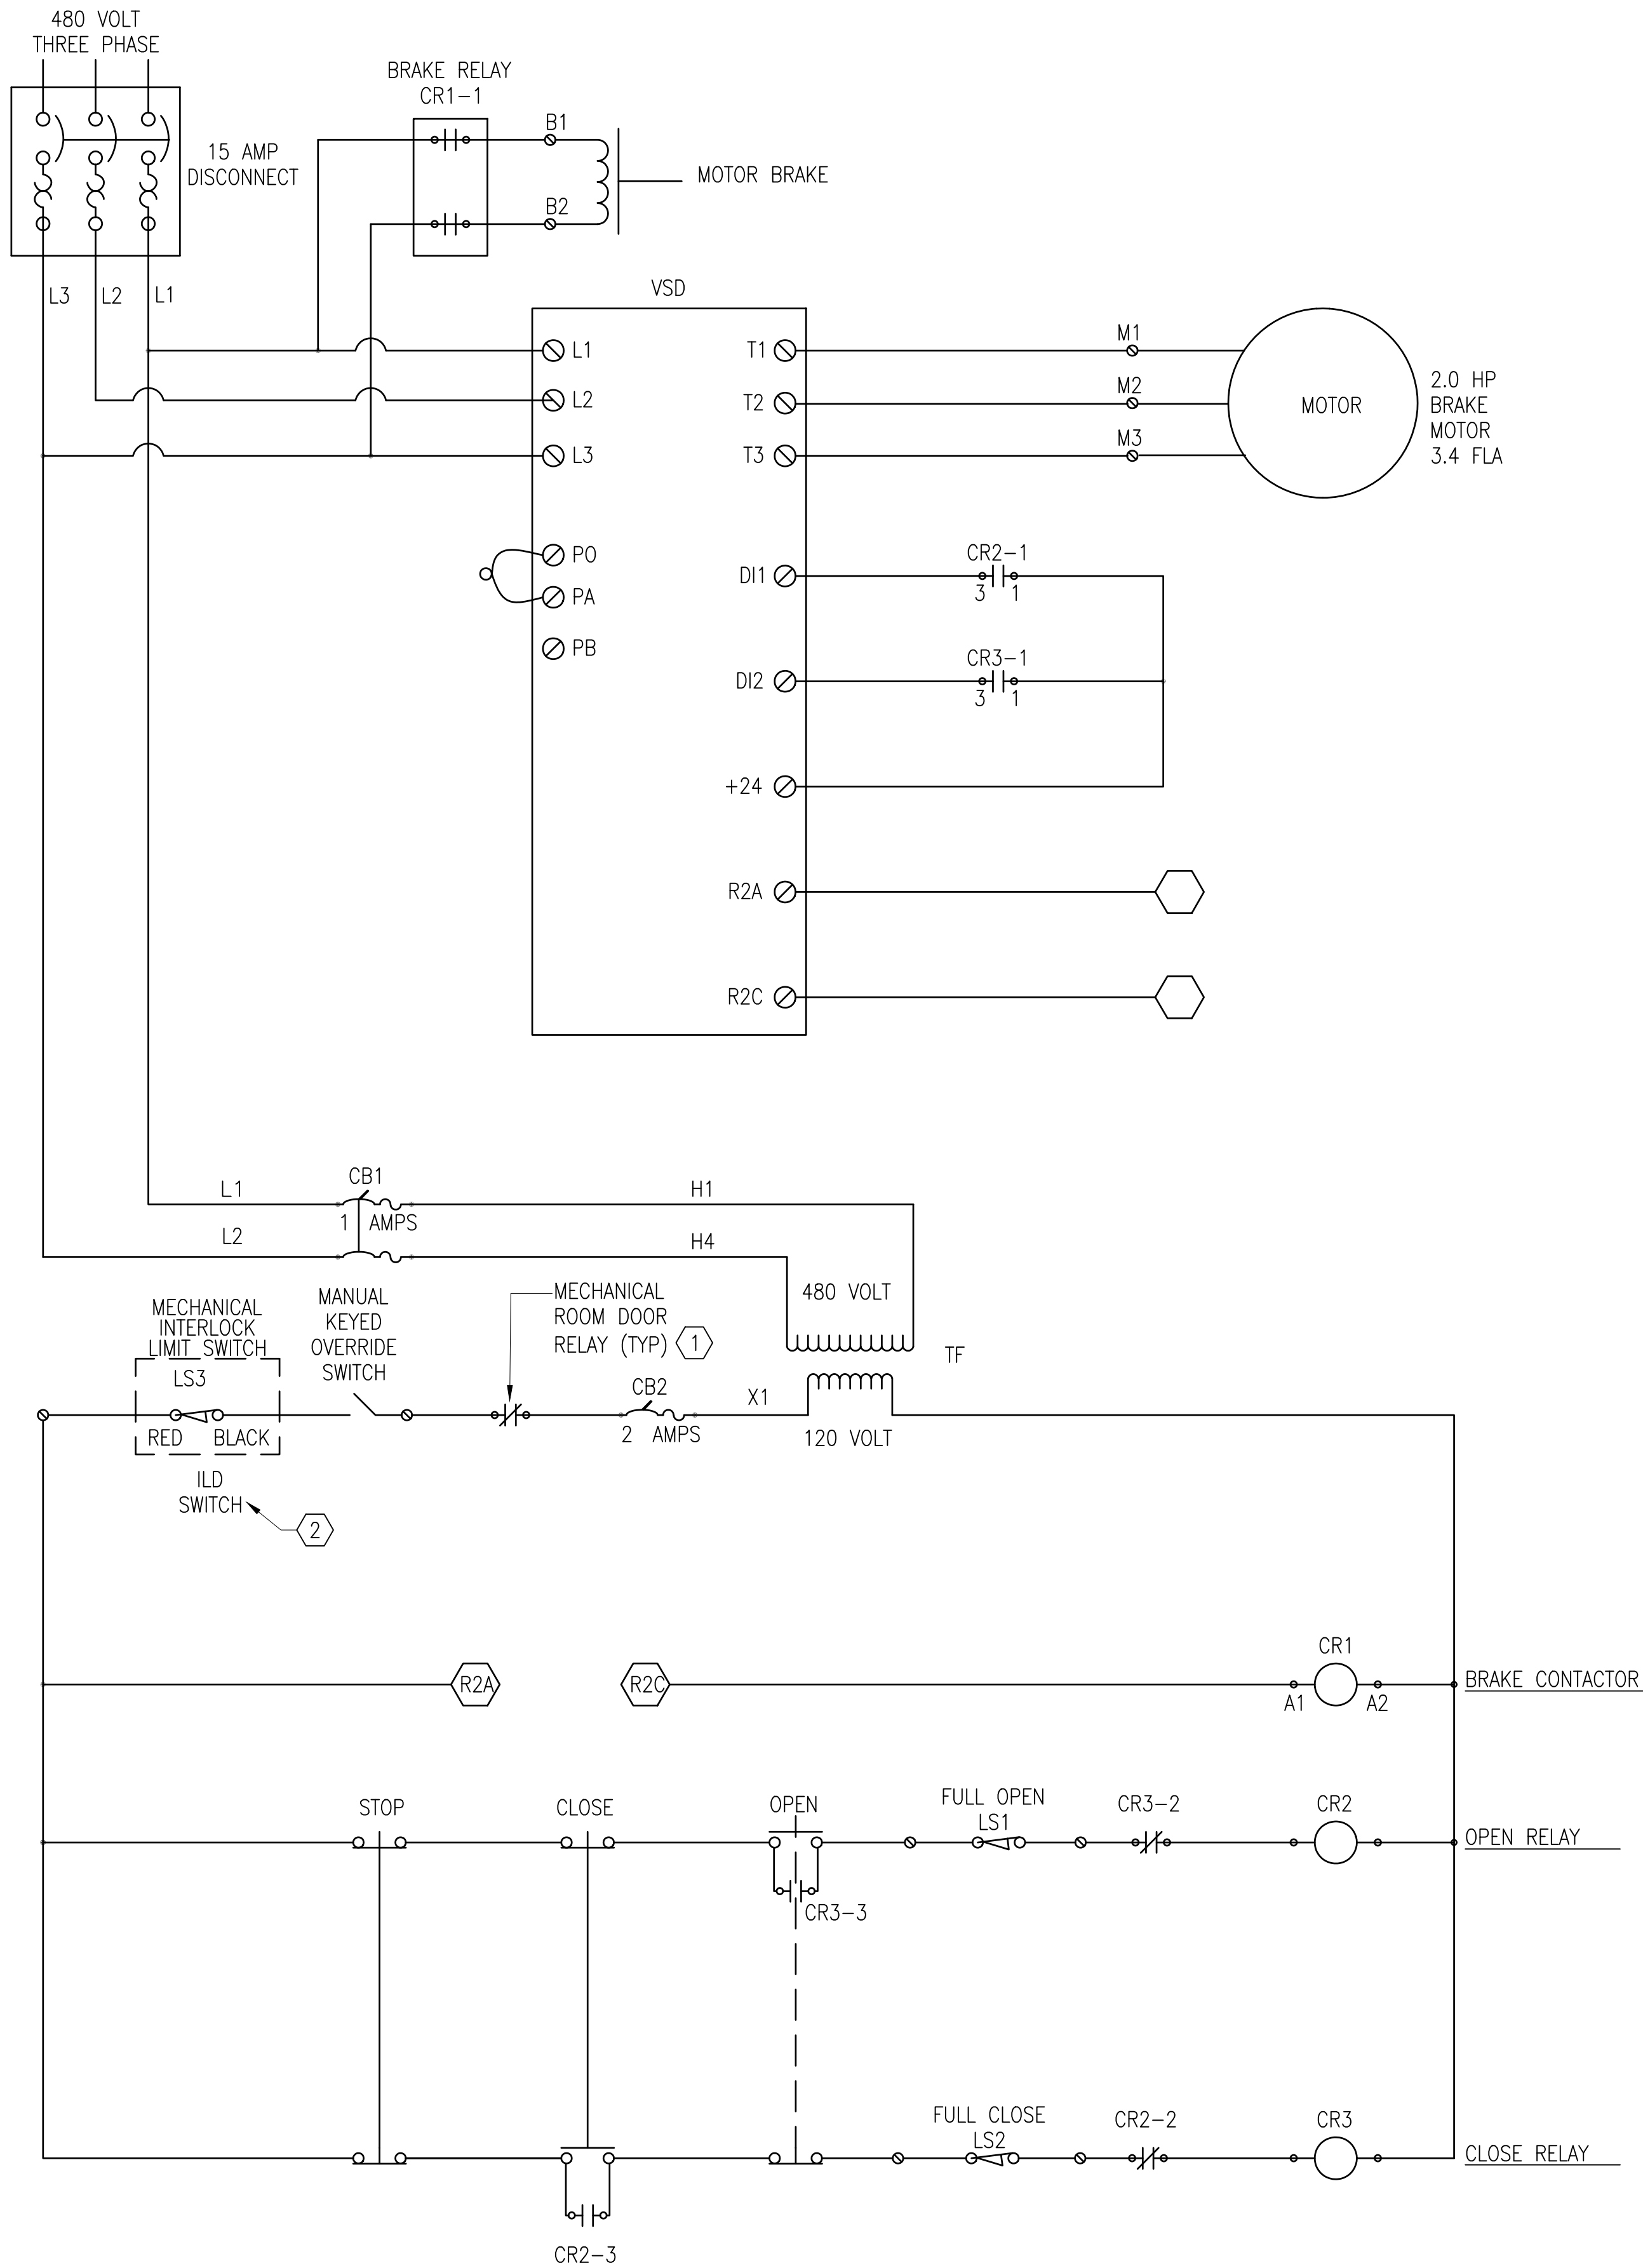 480 VOLT
THREE PHASE
BRAKE RELAY
CR1-1
15 AMP
DISCONNECT
B1
B2
MOTOR BRAKE
L3
L2
L1
VSD
L1
L2
L3
PO
PA
PB
T1
T2
T3
DI1
DI2
+24
R2A
R2C
M1
M2
M3
MOTOR
2.0 HP
BRAKE
MOTOR
3.4 FLA
CR2-1
3 1
CR3-1
3 1
L1
CB1
1 AMPS
H1
L2
H4
480 VOLT
TF
120 VOLT
MECHANICAL
INTERLOCK
LIMIT SWITCH
LS3
RED BLACK
ILD
SWITCH
2
MANUAL
KEYED
OVERRIDE
SWITCH
MECHANICAL
ROOM DOOR
RELAY (TYP)
1
CB2
2 AMPS
X1
R2A
R2C
CR1
A1 A2
BRAKE CONTACTOR
STOP
CLOSE
OPEN
CR3-3
FULL OPEN
LS1
CR3-2
CR2
OPEN RELAY
CR2-3
FULL CLOSE
LS2
CR2-2
CR3
CLOSE RELAY